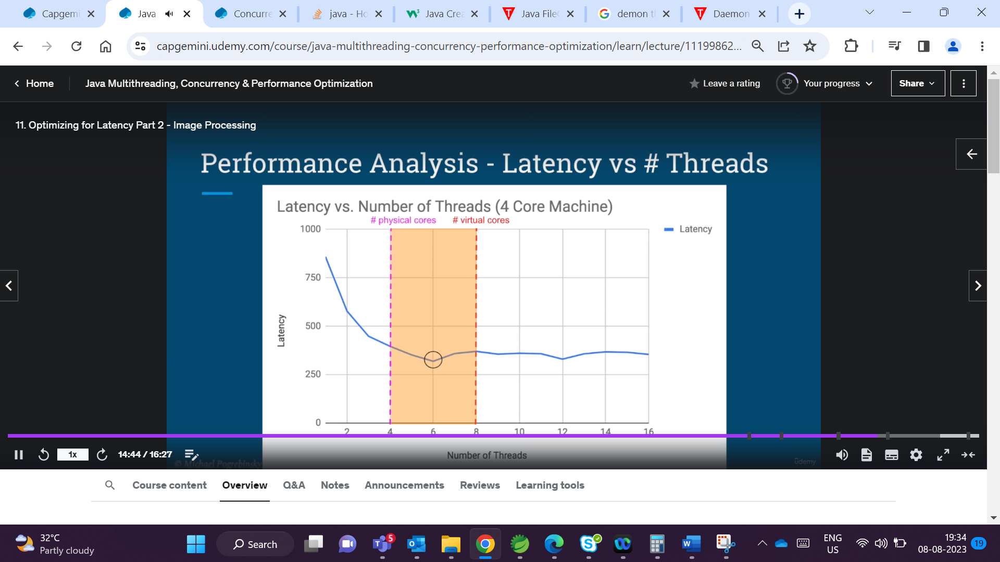 Capgemi
Java
Concurre
java - Ho
Java Crea
Java File
demon t
Daemon
capgemini.udemy.com/course/java-multithreading-concurrency-performance-optimization/learn/lecture/11199862...
Home
Java Multithreading, Concurrency & Performance Optimization
Leave a rating
Your progress
Share
11. Optimizing for Latency Part 2 - Image Processing
Performance Analysis - Latency vs # Threads
Latency vs. Number of Threads (4 Core Machine)
# physical cores
# virtual cores
Latency
1000
750
500
250
0
Latency
2 4 6 8 10 12 14 16
Number of Threads
1x
14:44 / 16:27
© Michael Pogrebinsky
ûdemy
Course content
Overview
Q&A
Notes
Announcements
Reviews
Learning tools
32°C
Partly cloudy
Search
5
ENG
US
19:34
08-08-2023
19